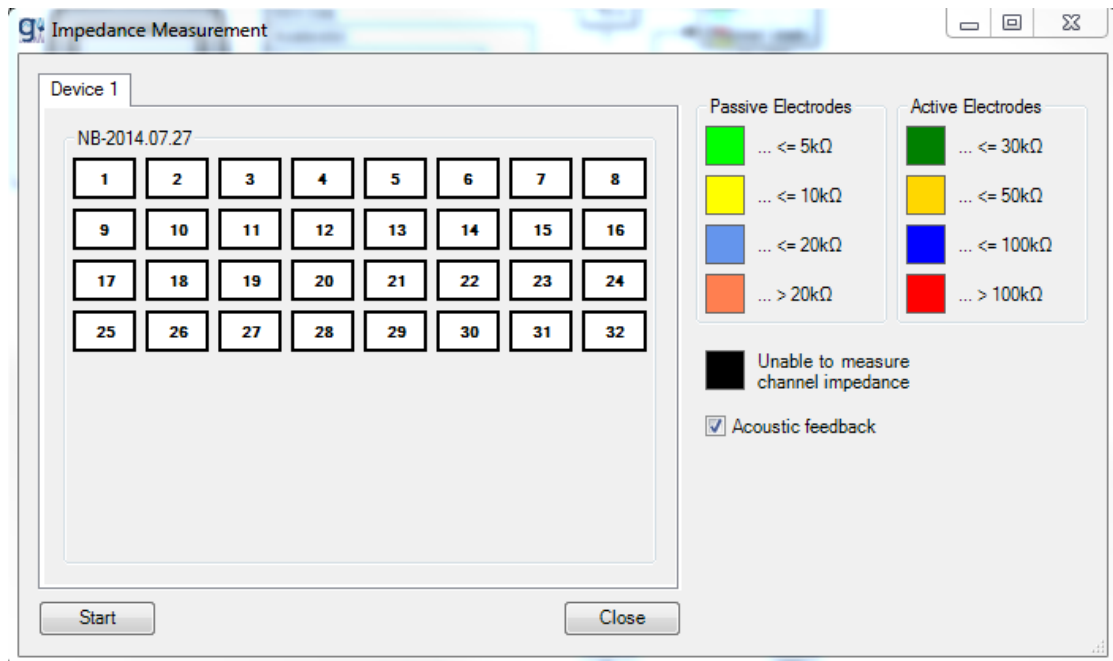 g. Impedance Measurement
Device 1
NB-2014.07.27
1 2 3 4 5 6 7 8
9 10 11 12 13 14 15 16
17 18 19 20 21 22 23 24
25 26 27 28 29 30 31 32
Start
Close
Passive Electrodes
... <= 5kΩ
... <= 10kΩ
... <= 20kΩ
... > 20kΩ
Active Electrodes
... <= 30kΩ
... <= 50kΩ
... <= 100kΩ
... > 100kΩ
Unable to measure
channel impedance
Acoustic feedback